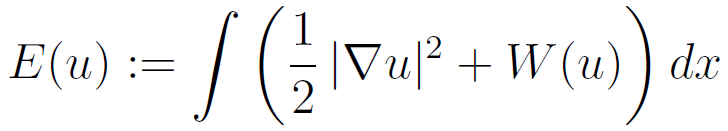 E(u) := ∫ (1/2 |∇u|² + W(u)) dx